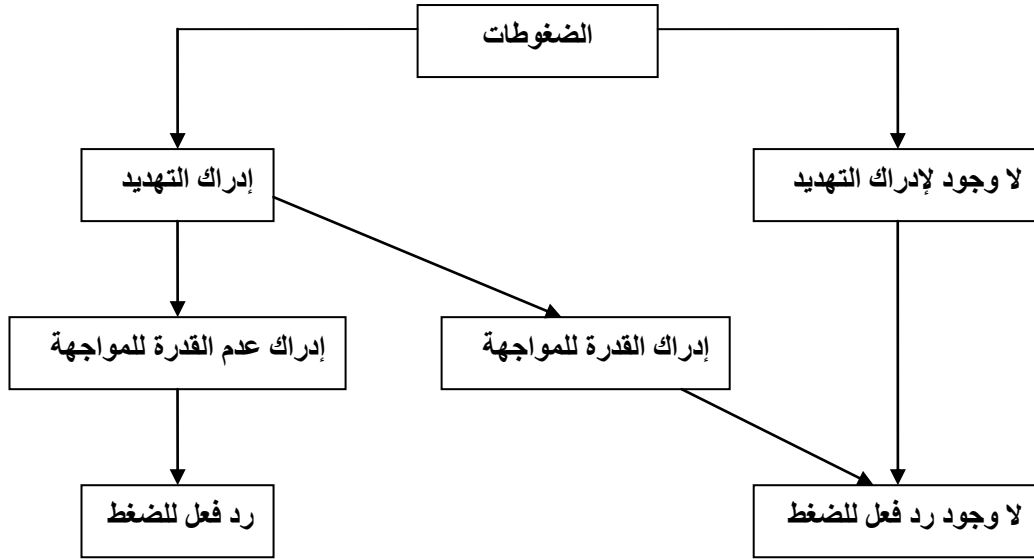 الضغوطات
لا وجود لإدراك التهديد
إدراك التهديد
إدراك القدرة للمواجهة
إدراك عدم القدرة للمواجهة
لا وجود رد فعل للضغط
رد فعل للضغط